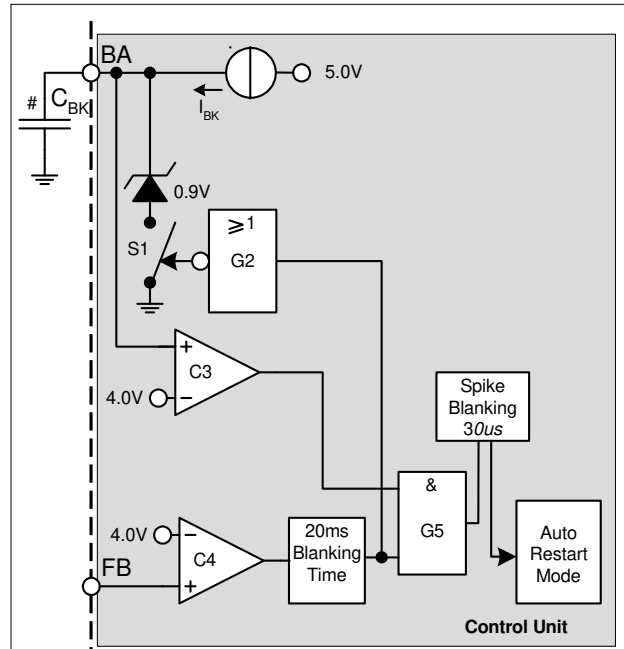 BA
5.0V
# C_BK
I_BK
0.9V
S1
≥1
G2
+
C3
4.0V
−
Spike
Blanking
30us
&
G5
4.0V
−
C4
+
20ms
Blanking
Time
Auto
Restart
Mode
FB
Control Unit